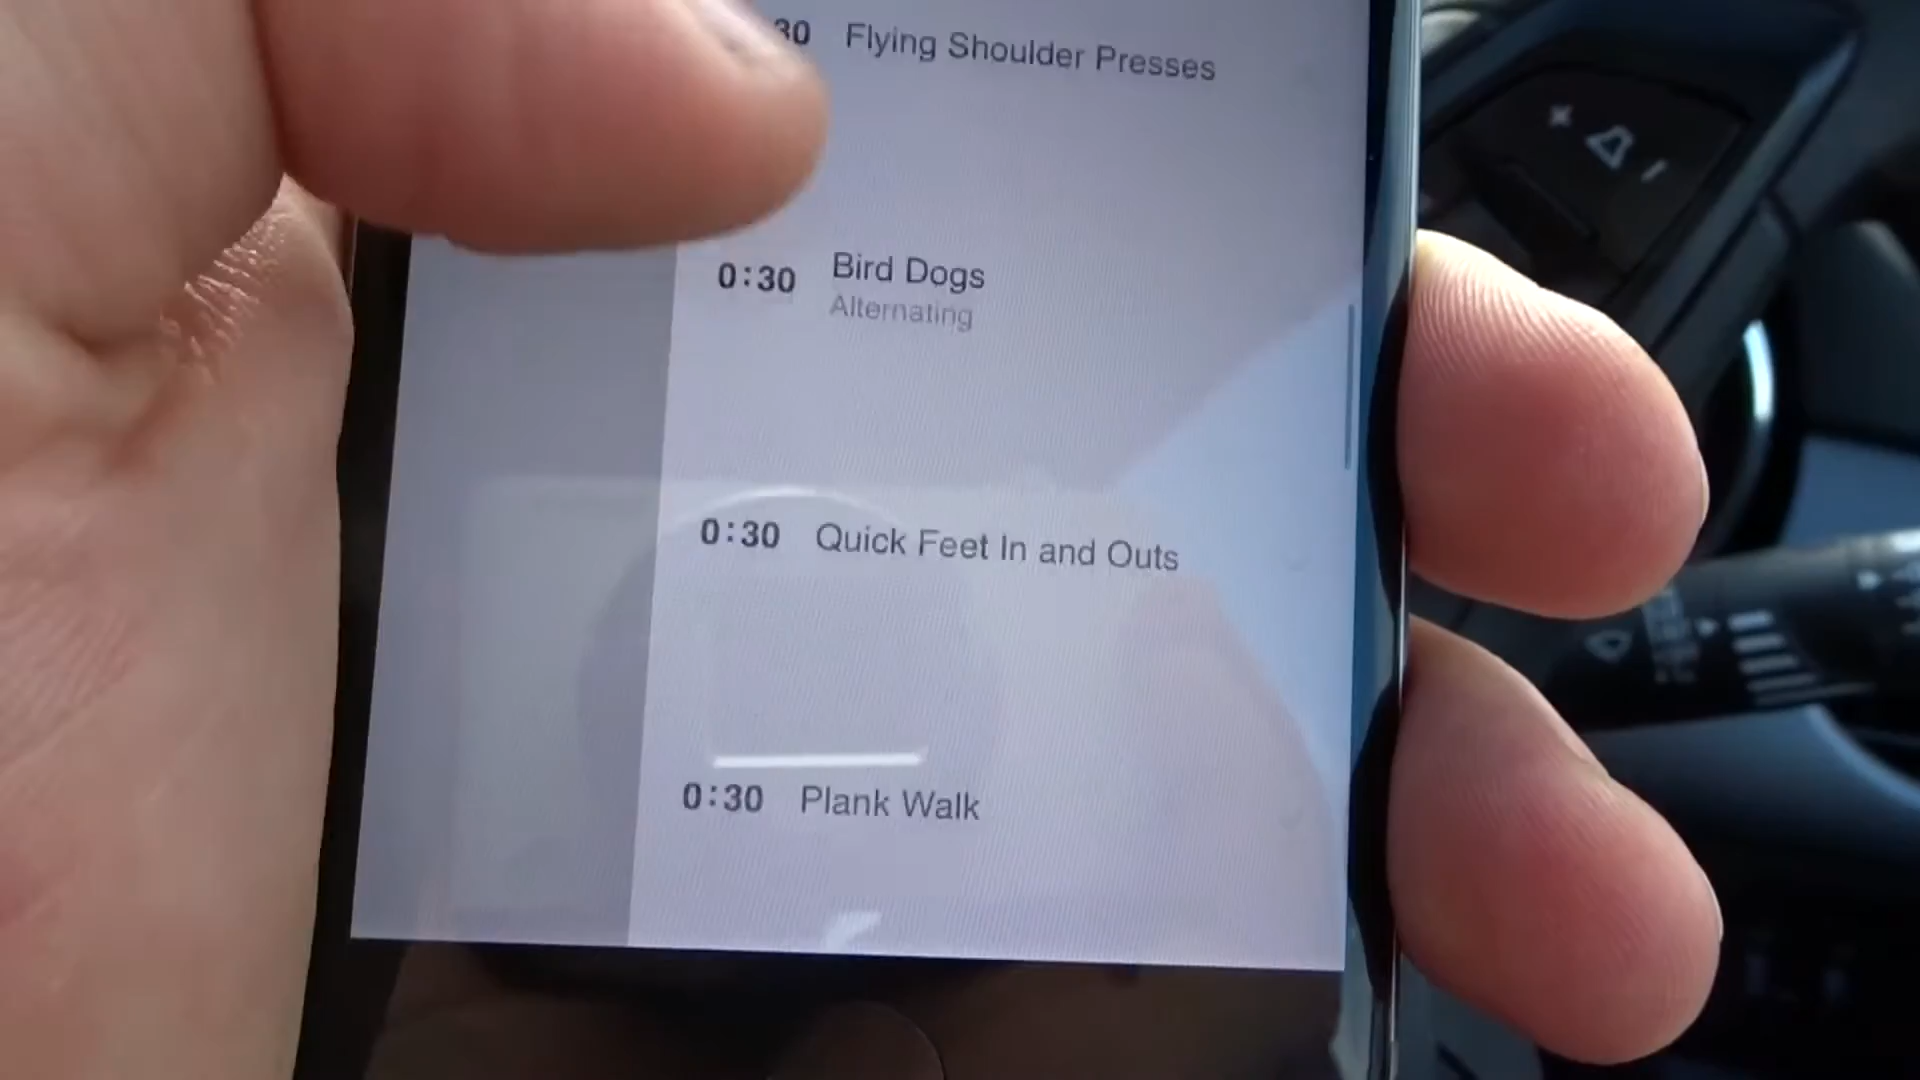 30 Flying Shoulder Presses
0:30 Bird Dogs
Alternating
0:30 Quick Feet In and Outs
0:30 Plank Walk